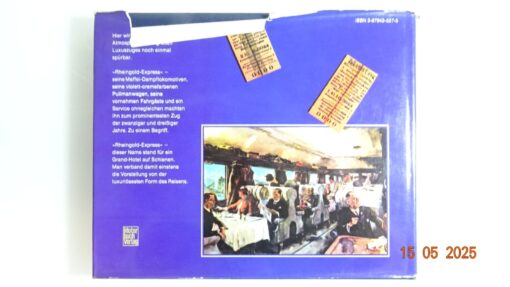 ISBN 3-87943-
Hier wir
Atmosp
Luxuszuges noch einmal
spürbar.
»Rheingold-Express« –
seine Maffei-Dampflokomotiven,
seine violett-cremefarbenen
Pullmanwagen, seine
vornehmen Fahrgäste und ein
Service ohnegleichen machten
ihn zum prominentesten Zug
der zwanziger und dreißiger
Jahre. Zu einem Begriff.
»Rheingold-Express« –
dieser Name stand für ein
Grand-Hotel auf Schienen.
Man verband damit einstens
die Vorstellung von der
luxuriösesten Form des Reisens.
Motor
buch
Verlag
15 05 2025